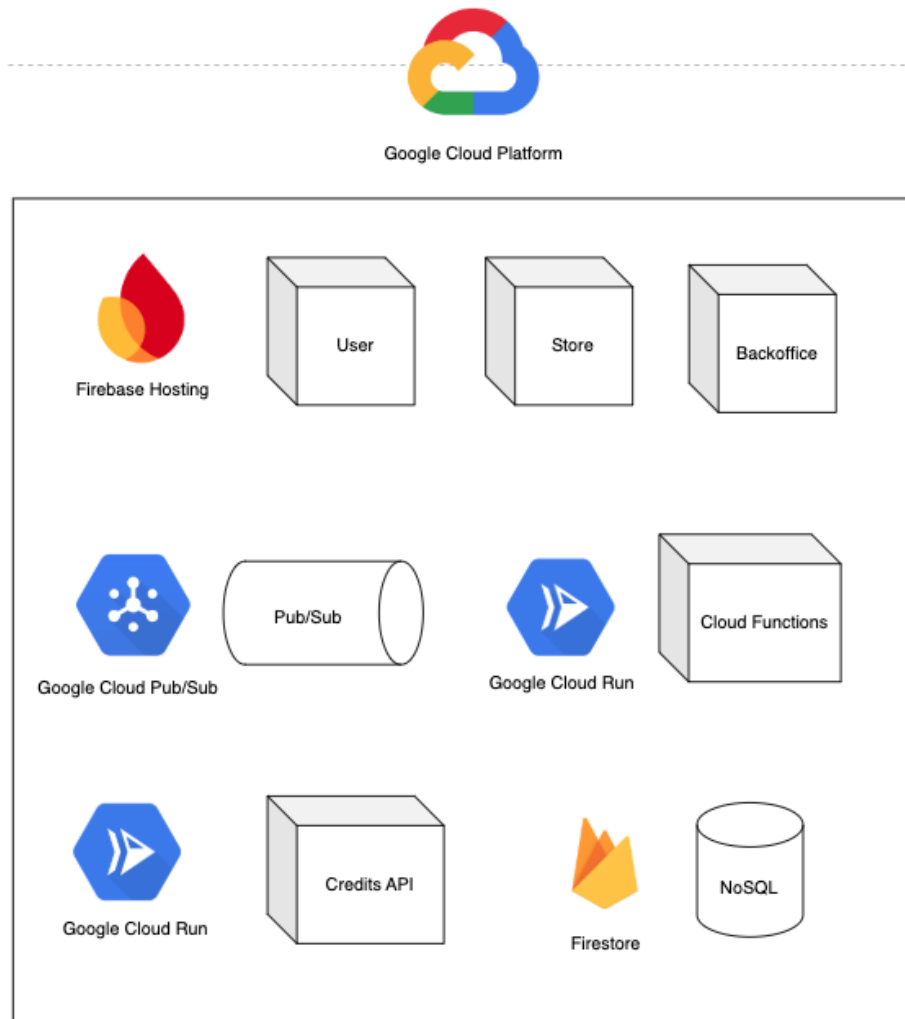 Google Cloud Platform
User
Store
Backoffice
Firebase Hosting
Pub/Sub
Cloud Functions
Google Cloud Pub/Sub
Google Cloud Run
Credits API
NoSQL
Google Cloud Run
Firestore